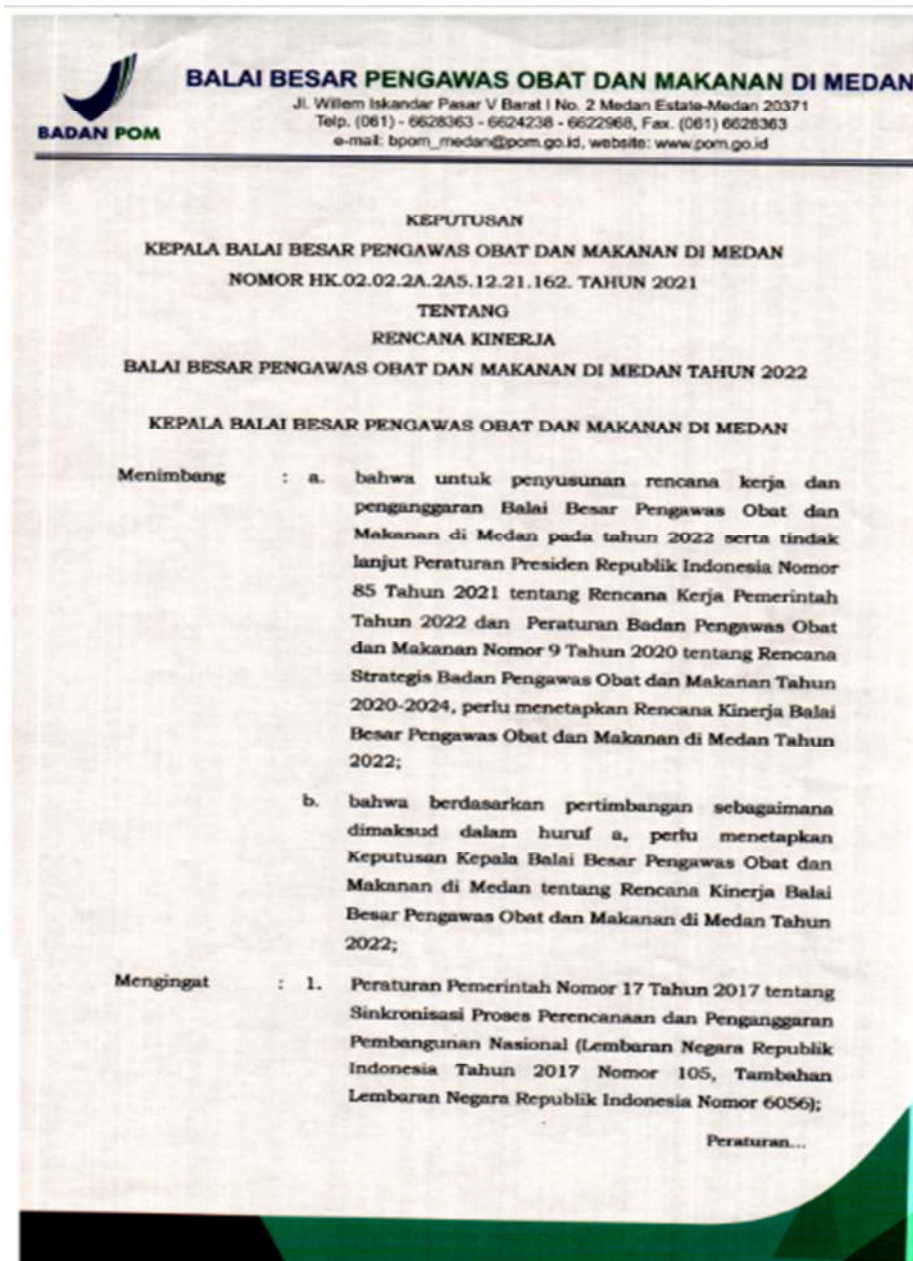 BADAN POM
BALAI BESAR PENGAWAS OBAT DAN MAKANAN DI MEDAN
Jl. Willem Iskandar Pasar V Barat I No. 2 Medan Estate-Medan 20371
Telp. (061) - 6628363 - 6624238 - 6622968, Fax. (061) 6628363
e-mail: bpom_medan@pom.go.id, website: www.pom.go.id
KEPUTUSAN
KEPALA BALAI BESAR PENGAWAS OBAT DAN MAKANAN DI MEDAN
NOMOR HK.02.02.2A.2A5.12.21.162. TAHUN 2021
TENTANG
RENCANA KINERJA
BALAI BESAR PENGAWAS OBAT DAN MAKANAN DI MEDAN TAHUN 2022
KEPALA BALAI BESAR PENGAWAS OBAT DAN MAKANAN DI MEDAN
Menimbang : a. bahwa untuk penyusunan rencana kerja dan
penganggaran Balai Besar Pengawas Obat dan
Makanan di Medan pada tahun 2022 serta tindak
lanjut Peraturan Presiden Republik Indonesia Nomor
85 Tahun 2021 tentang Rencana Kerja Pemerintah
Tahun 2022 dan Peraturan Badan Pengawas Obat
dan Makanan Nomor 9 Tahun 2020 tentang Rencana
Strategis Badan Pengawas Obat dan Makanan Tahun
2020-2024, perlu menetapkan Rencana Kinerja Balai
Besar Pengawas Obat dan Makanan di Medan Tahun
2022;
b. bahwa berdasarkan pertimbangan sebagaimana
dimaksud dalam huruf a, perlu menetapkan
Keputusan Kepala Balai Besar Pengawas Obat dan
Makanan di Medan tentang Rencana Kinerja Balai
Besar Pengawas Obat dan Makanan di Medan Tahun
2022;
Mengingat : 1. Peraturan Pemerintah Nomor 17 Tahun 2017 tentang
Sinkronisasi Proses Perencanaan dan Penganggaran
Pembangunan Nasional (Lembaran Negara Republik
Indonesia Tahun 2017 Nomor 105, Tambahan
Lembaran Negara Republik Indonesia Nomor 6056);
Peraturan...